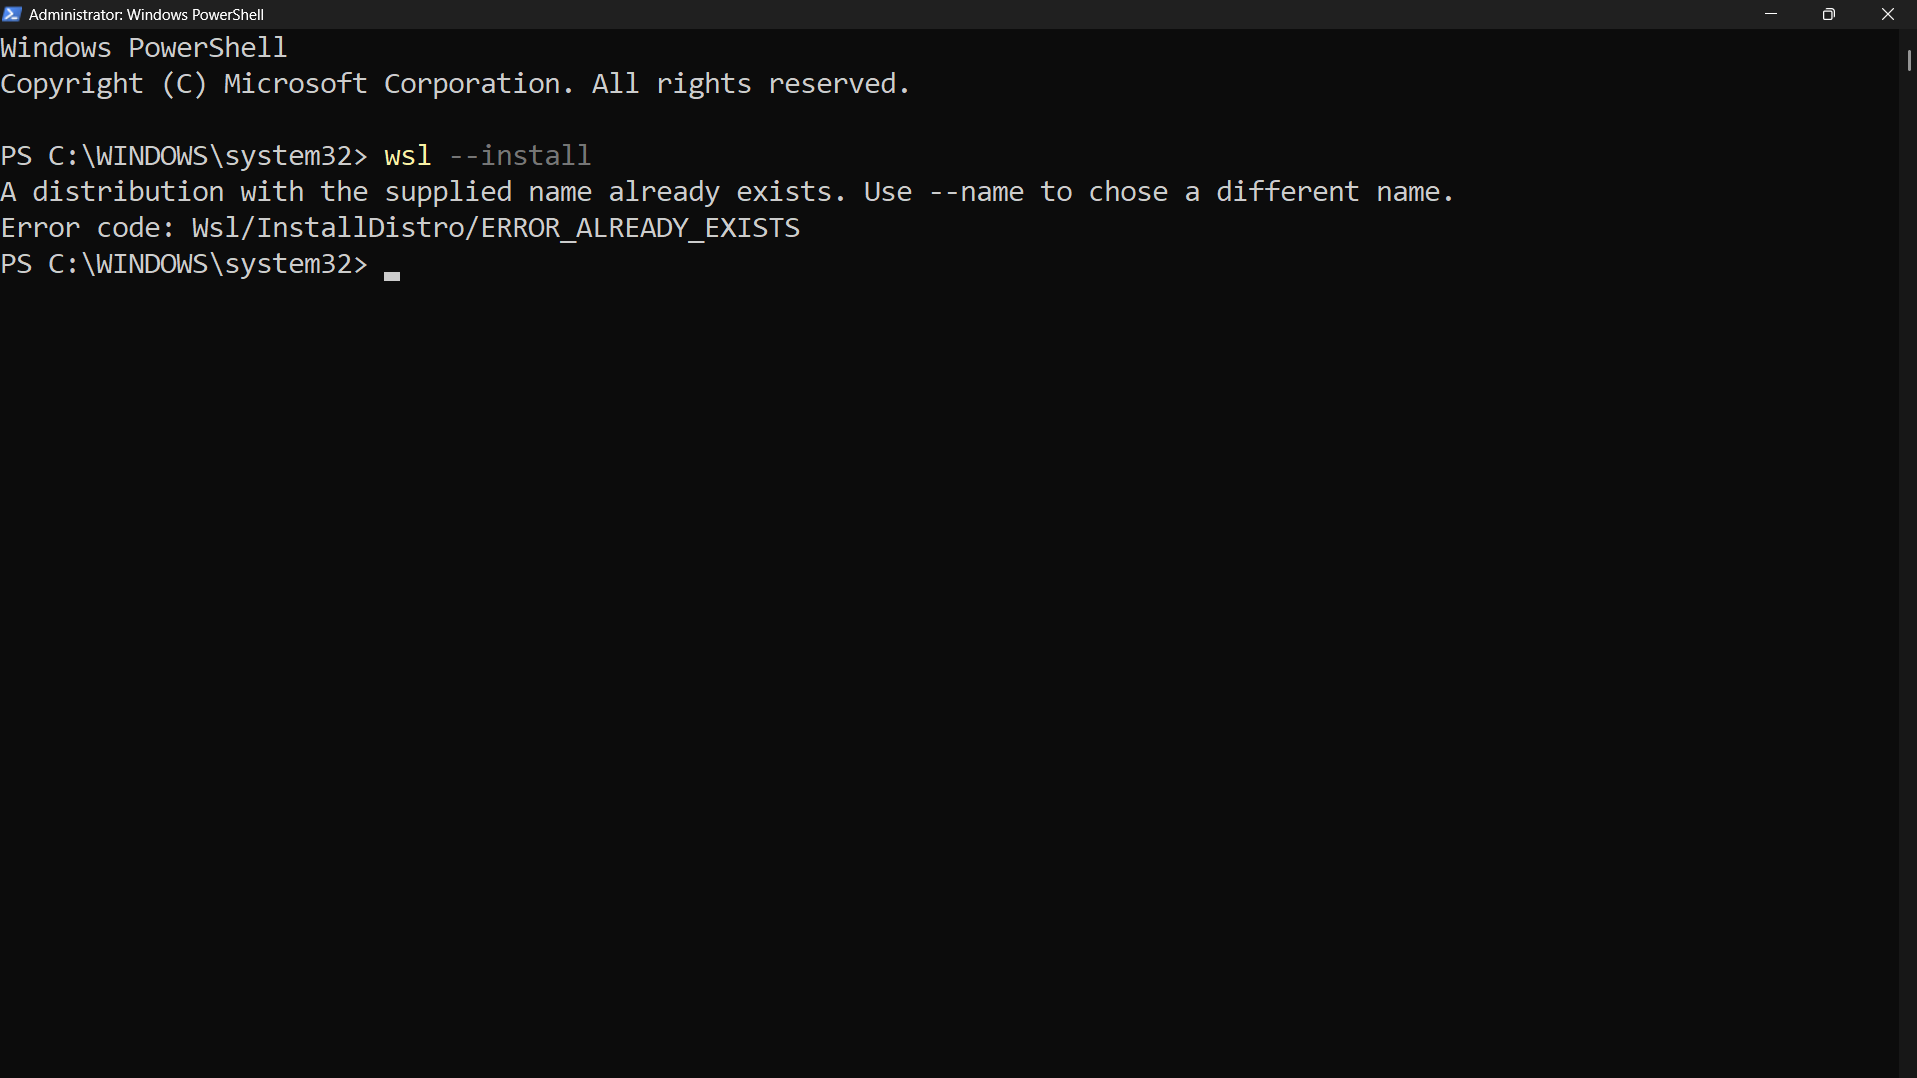 Administrator: Windows PowerShell
Windows PowerShell
Copyright (C) Microsoft Corporation. All rights reserved.
PS C:\WINDOWS\system32> wsl --install
A distribution with the supplied name already exists. Use --name to chose a different name.
Error code: Wsl/InstallDistro/ERROR_ALREADY_EXISTS
PS C:\WINDOWS\system32>